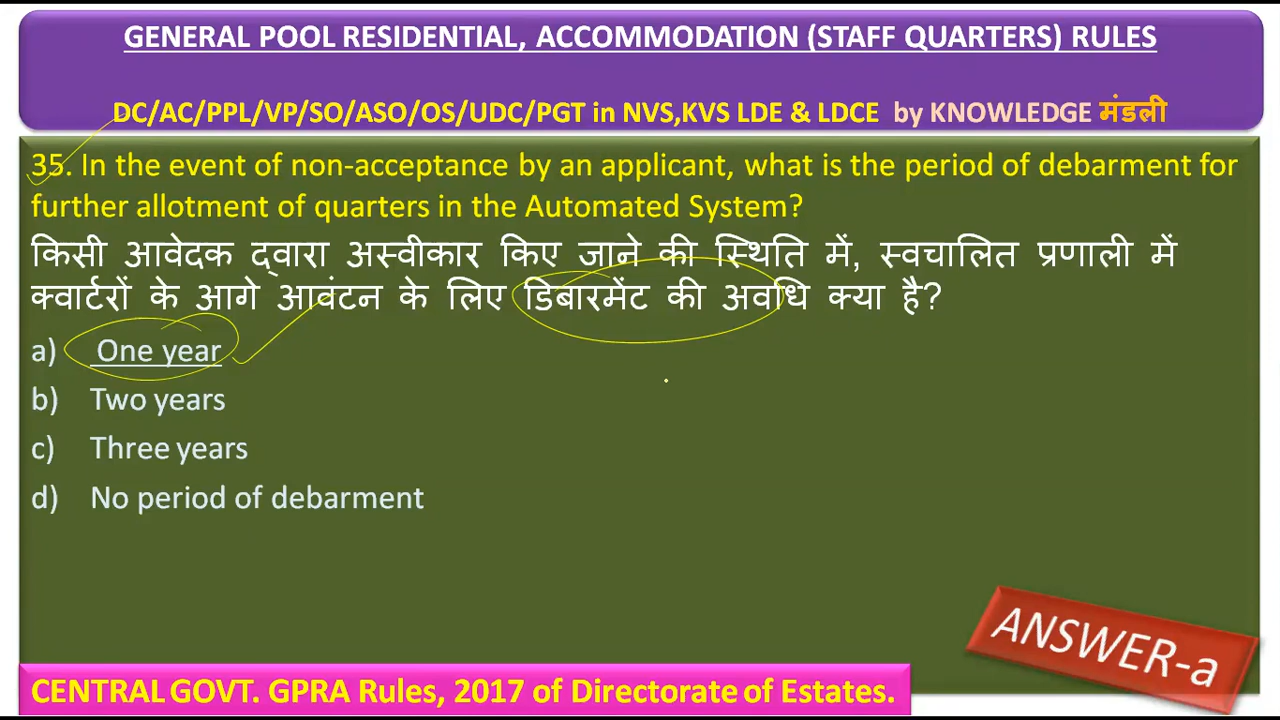 GENERAL POOL RESIDENTIAL, ACCOMMODATION (STAFF QUARTERS) RULES
DC/AC/PPL/VP/SO/ASO/OS/UDC/PGT in NVS,KVS LDE & LDCE by KNOWLEDGE मंडली
35. In the event of non-acceptance by an applicant, what is the period of debarment for
further allotment of quarters in the Automated System?
किसी आवेदक द्वारा अस्वीकार किए जाने की स्थिति में, स्वचालित प्रणाली में
क्वार्टरों के आगे आवंटन के लिए डिबारमेंट की अवधि क्या है?
a) One year
b) Two years
c) Three years
d) No period of debarment
ANSWER-a
CENTRAL GOVT. GPRA Rules, 2017 of Directorate of Estates.